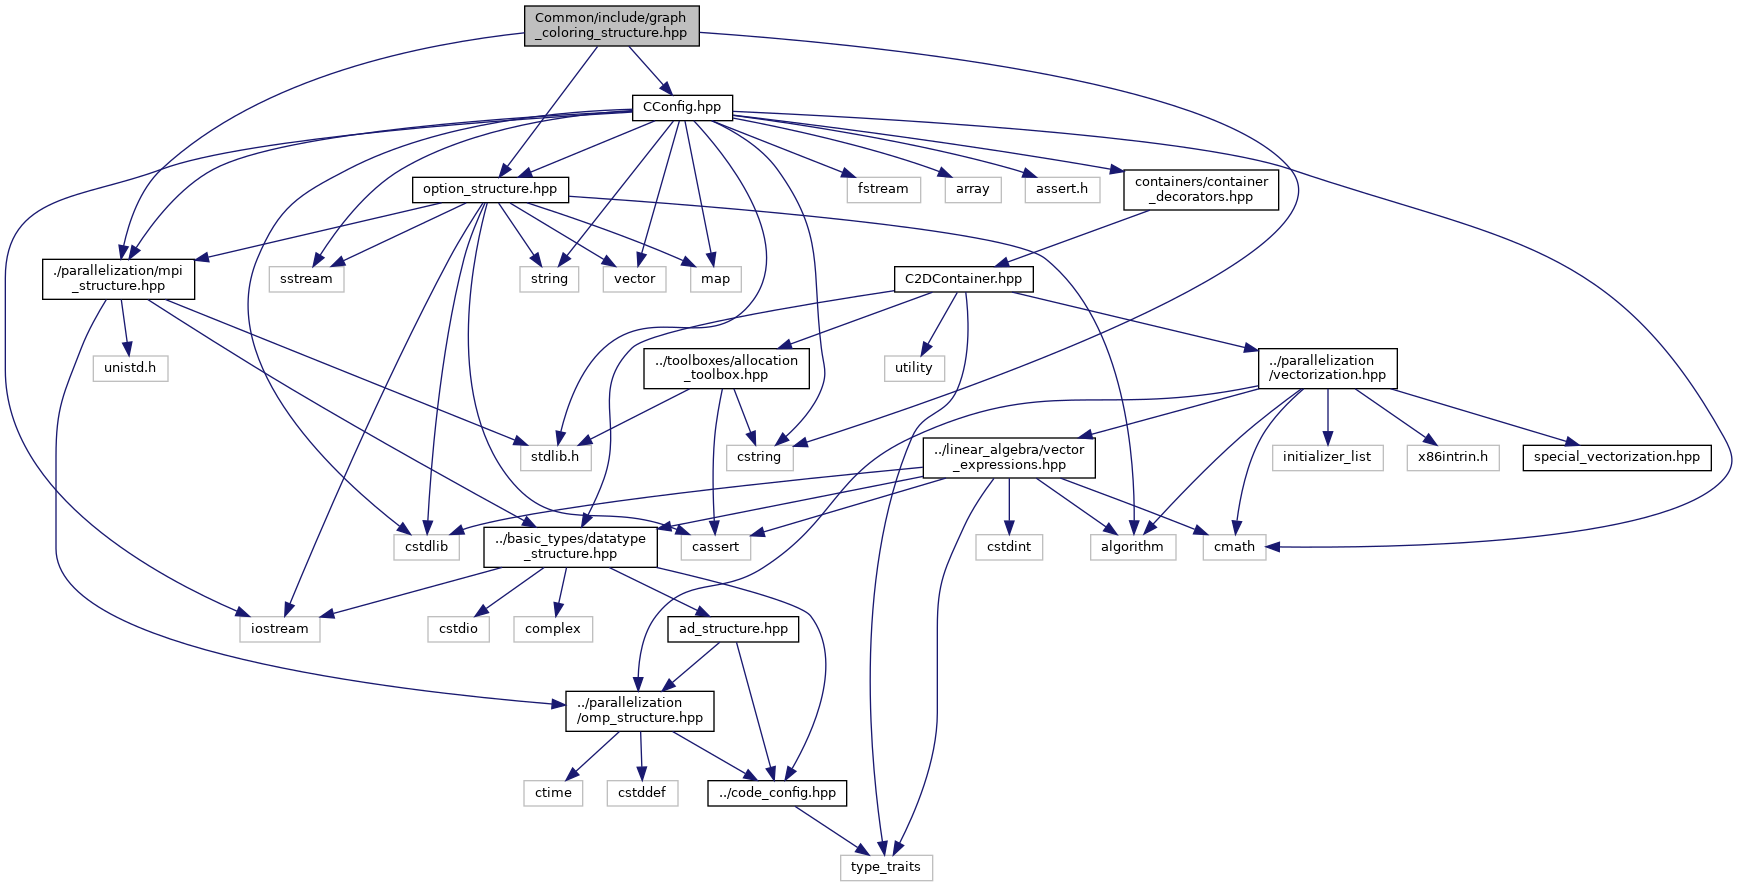 Common/include/graph
_coloring_structure.hpp
CConfig.hpp
option_structure.hpp
fstream
array
assert.h
containers/container
_decorators.hpp
./parallelization/mpi
_structure.hpp
sstream
string
vector
map
C2DContainer.hpp
unistd.h
../toolboxes/allocation
_toolbox.hpp
utility
../parallelization
/vectorization.hpp
stdlib.h
cstring
../linear_algebra/vector
_expressions.hpp
initializer_list
x86intrin.h
special_vectorization.hpp
cstdlib
../basic_types/datatype
_structure.hpp
cassert
cstdint
algorithm
cmath
iostream
cstdio
complex
ad_structure.hpp
../parallelization
/omp_structure.hpp
ctime
cstddef
../code_config.hpp
type_traits